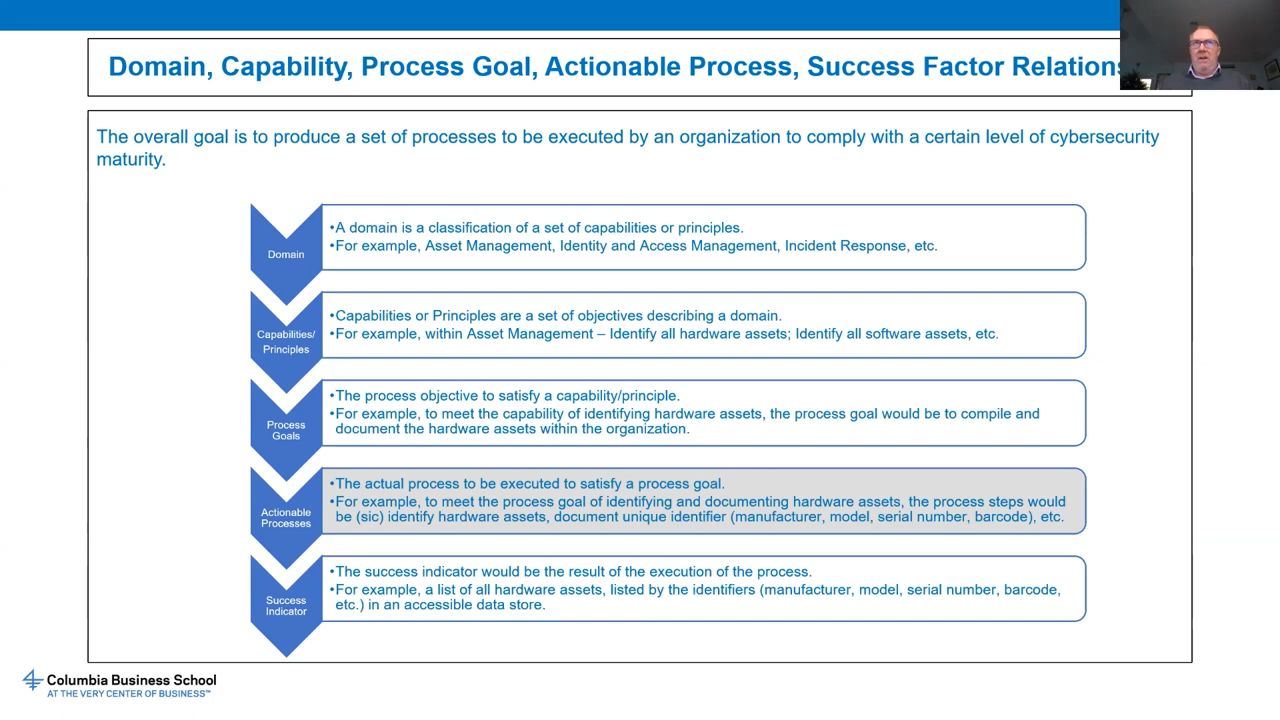 Domain, Capability, Process Goal, Actionable Process, Success Factor Relations
The overall goal is to produce a set of processes to be executed by an organization to comply with a certain level of cybersecurity
maturity.
Domain
•A domain is a classification of a set of capabilities or principles.
•For example, Asset Management, Identity and Access Management, Incident Response, etc.
Capabilities/
Principles
•Capabilities or Principles are a set of objectives describing a domain.
•For example, within Asset Management – Identify all hardware assets; Identify all software assets, etc.
Process
Goals
•The process objective to satisfy a capability/principle.
•For example, to meet the capability of identifying hardware assets, the process goal would be to compile and
document the hardware assets within the organization.
Actionable
Processes
•The actual process to be executed to satisfy a process goal.
•For example, to meet the process goal of identifying and documenting hardware assets, the process steps would
be (sic) identify hardware assets, document unique identifier (manufacturer, model, serial number, barcode), etc.
Success
Indicator
•The success indicator would be the result of the execution of the process.
•For example, a list of all hardware assets, listed by the identifiers (manufacturer, model, serial number, barcode,
etc.) in an accessible data store.
Columbia Business School
AT THE VERY CENTER OF BUSINESS™